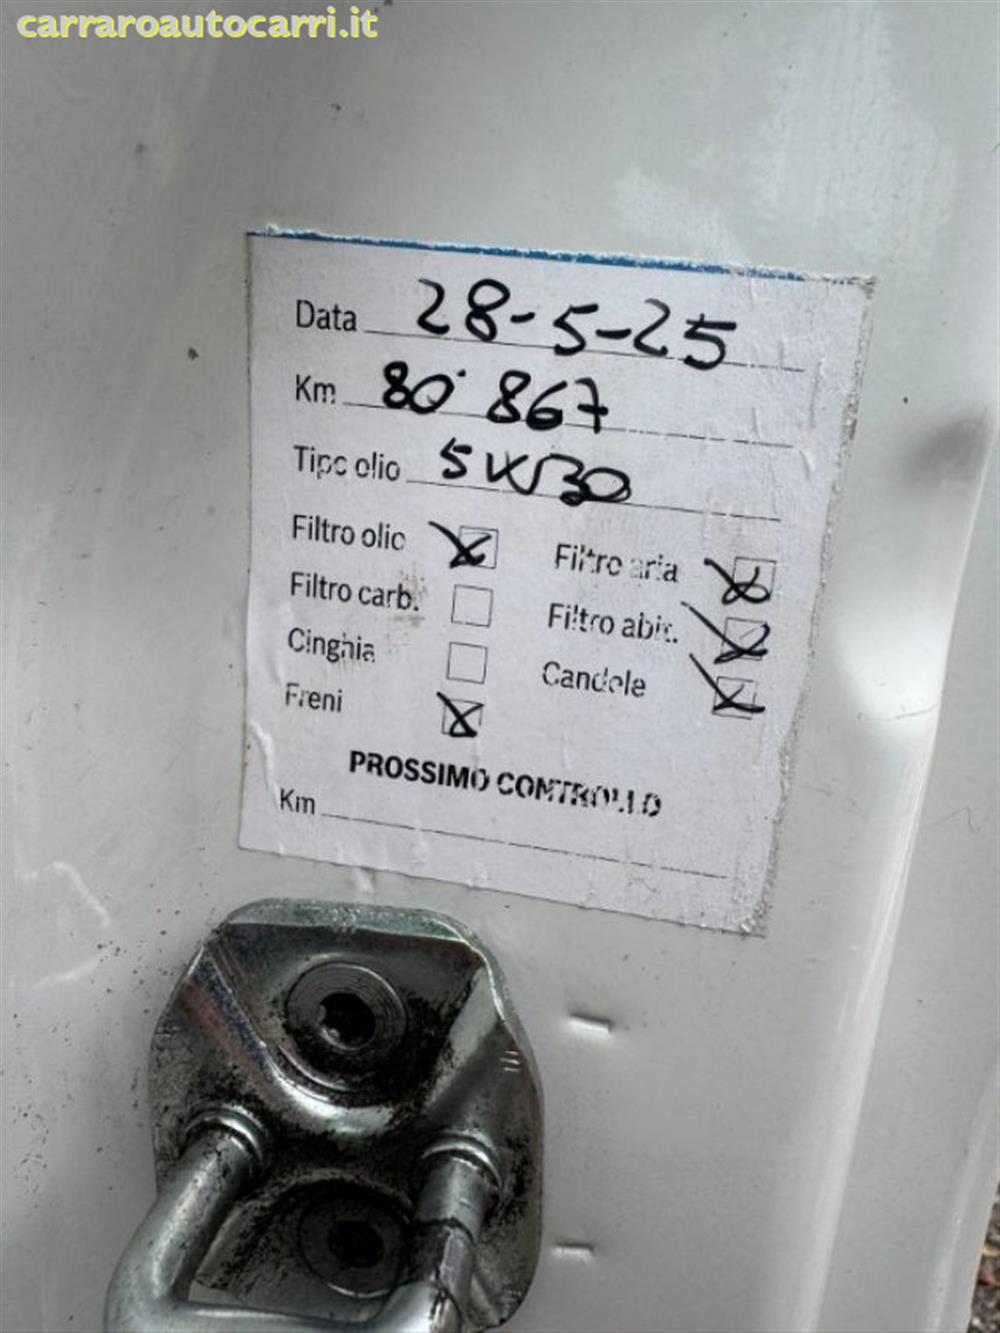 carraroautocarri.it
Data 28-5-25
Km 80'867
Tipo olio 5W30
Filtro olio
Filtro aria
Filtro carb.
Filtro abit.
Cinghia
Candele
Freni
PROSSIMO CONTROLLO
Km